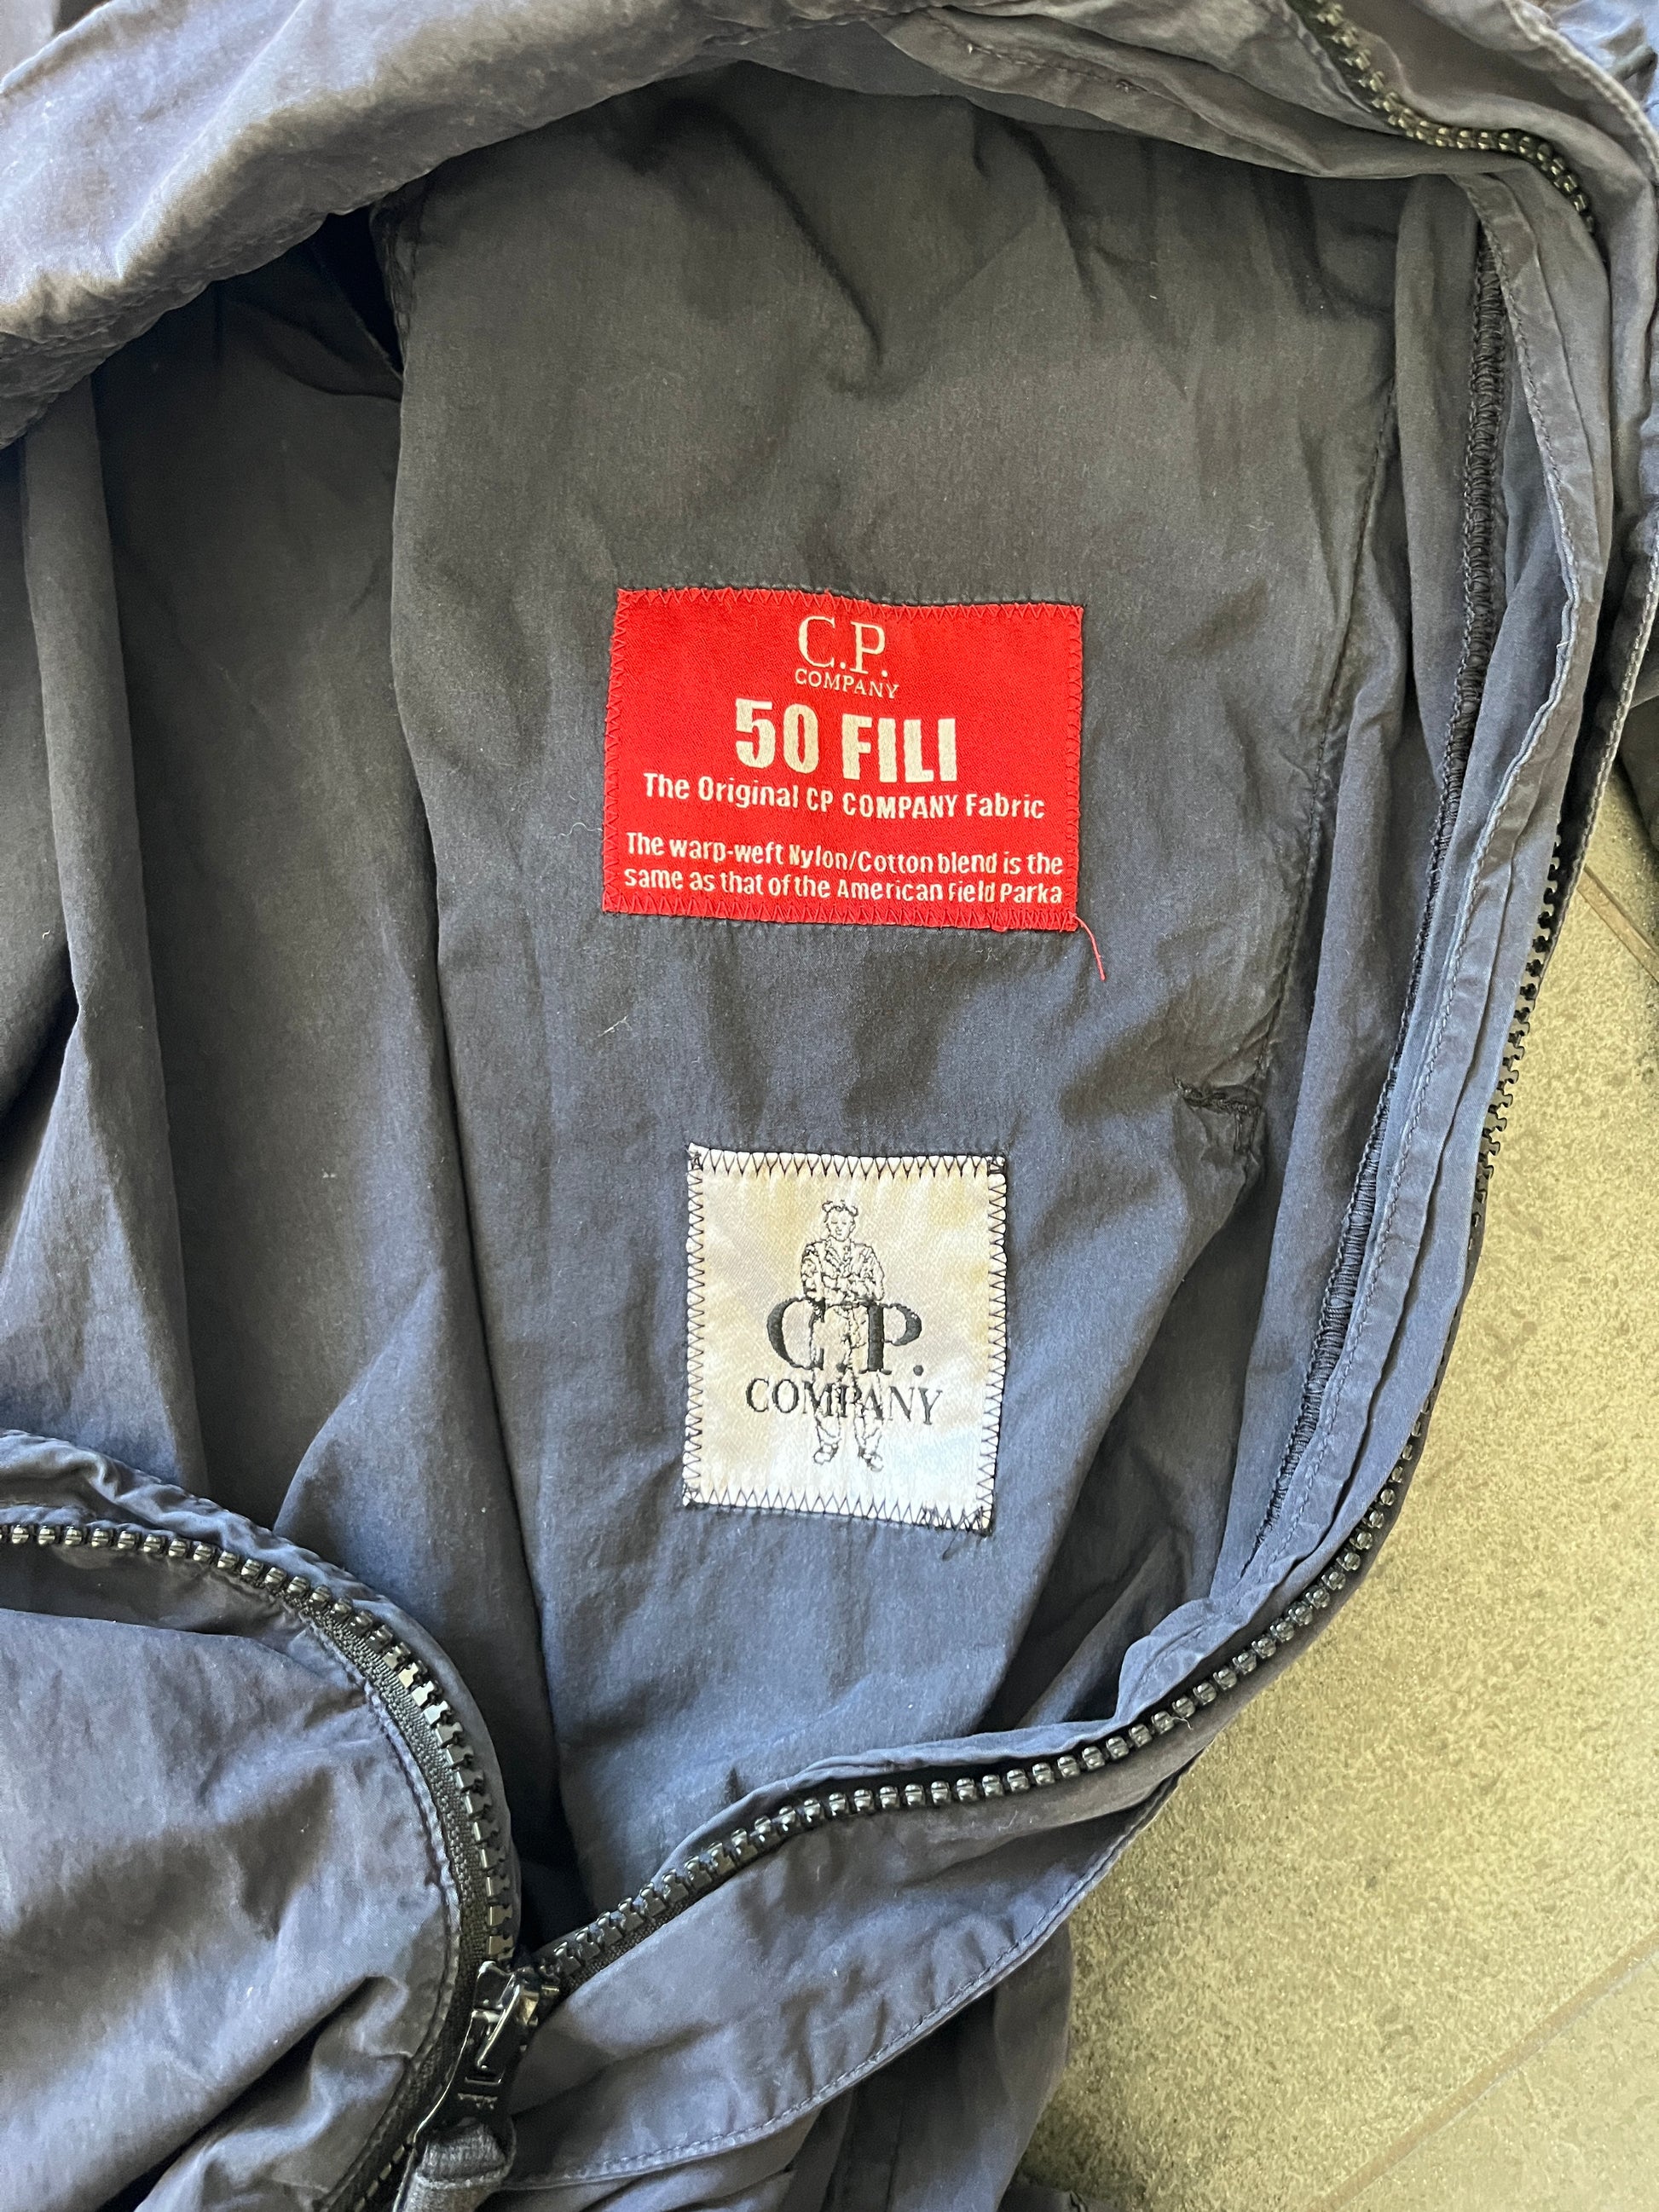 C.P.
COMPANY
50 FILI
The Original CP COMPANY Fabric
The warp-weft Nylon/Cotton blend is the
same as that of the American Field Parka
C.P.
COMPANY